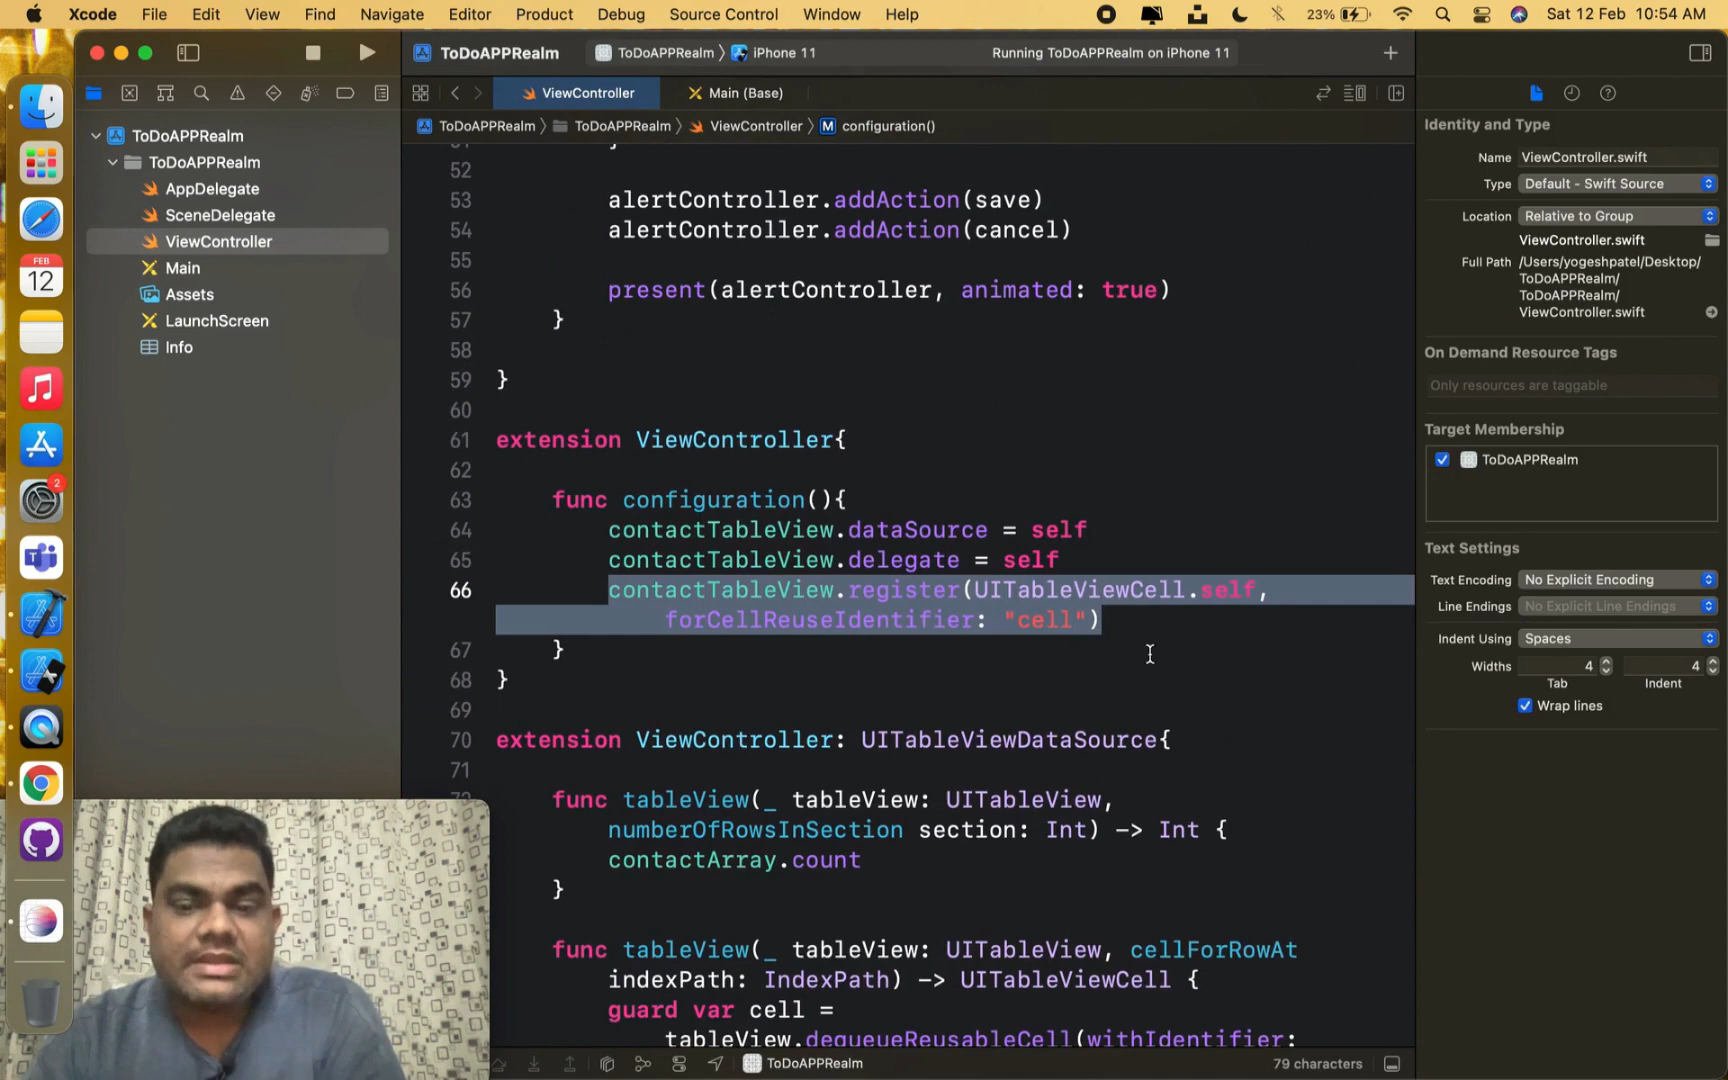 Xcode File Edit View Find Navigate Editor Product Debug Source Control Window Help 23% Sat 12 Feb 10:54 AM
ToDoAPPRealm ToDoAPPRealm iPhone 11 Running ToDoAPPRealm on iPhone 11
ViewController Main (Base)
ToDoAPPRealm ToDoAPPRealm ViewController M configuration()
ToDoAPPRealm
ToDoAPPRealm
AppDelegate
SceneDelegate
ViewController
Main
Assets
LaunchScreen
Info
FEB
12
2
52
53 alertController.addAction(save)
54 alertController.addAction(cancel)
55
56 present(alertController, animated: true)
57 }
58
59 }
60
61 extension ViewController{
62
63 func configuration(){
64 contactTableView.dataSource = self
65 contactTableView.delegate = self
66 contactTableView.register(UITableViewCell.self,
forCellReuseIdentifier: "cell")
67 }
68 }
69
70 extension ViewController: UITableViewDataSource{
71
func tableView(_ tableView: UITableView,
numberOfRowsInSection section: Int) -> Int {
contactArray.count
}
func tableView(_ tableView: UITableView, cellForRowAt
indexPath: IndexPath) -> UITableViewCell {
guard var cell =
tableView.dequeueReusableCell(withIdentifier:
ToDoAPPRealm 79 characters
Identity and Type
Name ViewController.swift
Type Default - Swift Source
Location Relative to Group
ViewController.swift
Full Path /Users/yogeshpatel/Desktop/
ToDoAPPRealm/
ToDoAPPRealm/
ViewController.swift
On Demand Resource Tags
Only resources are taggable
Target Membership
ToDoAPPRealm
Text Settings
Text Encoding No Explicit Encoding
Line Endings No Explicit Line Endings
Indent Using Spaces
Widths 4 4
Tab Indent
Wrap lines